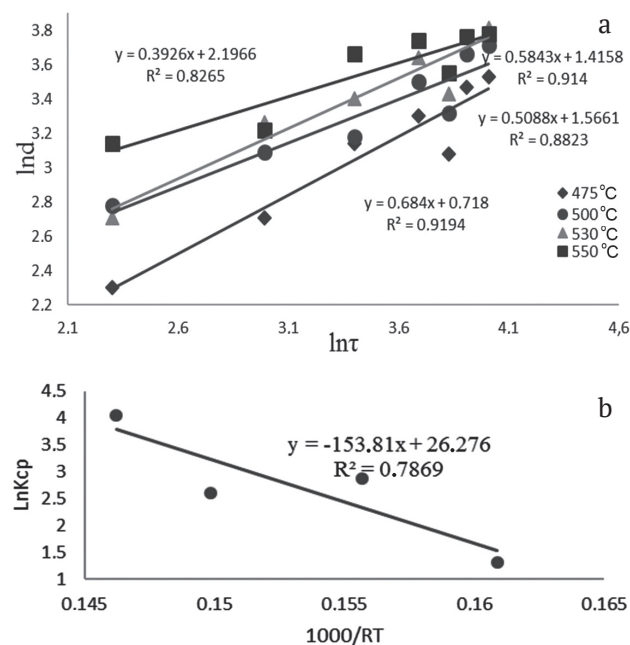 a
3.8
3.6
3.4
3.2
3
2.8
2.6
2.4
2.2
lnd
y = 0.3926x + 2.1966
R² = 0.8265
y = 0.5843x + 1.4158
R² = 0.914
y = 0.5088x + 1.5661
R² = 0.8823
y = 0.684x + 0.718
R² = 0.9194
475°C
500°C
530°C
550°C
2.1 2.6 3.1 3.6 4.1 4,6
lnτ
b
4.5
4
3.5
3
2.5
2
1.5
1
LnKcp
y = -153.81x + 26.276
R² = 0.7869
0.145 0.15 0.155 0.16 0.165
1000/RT